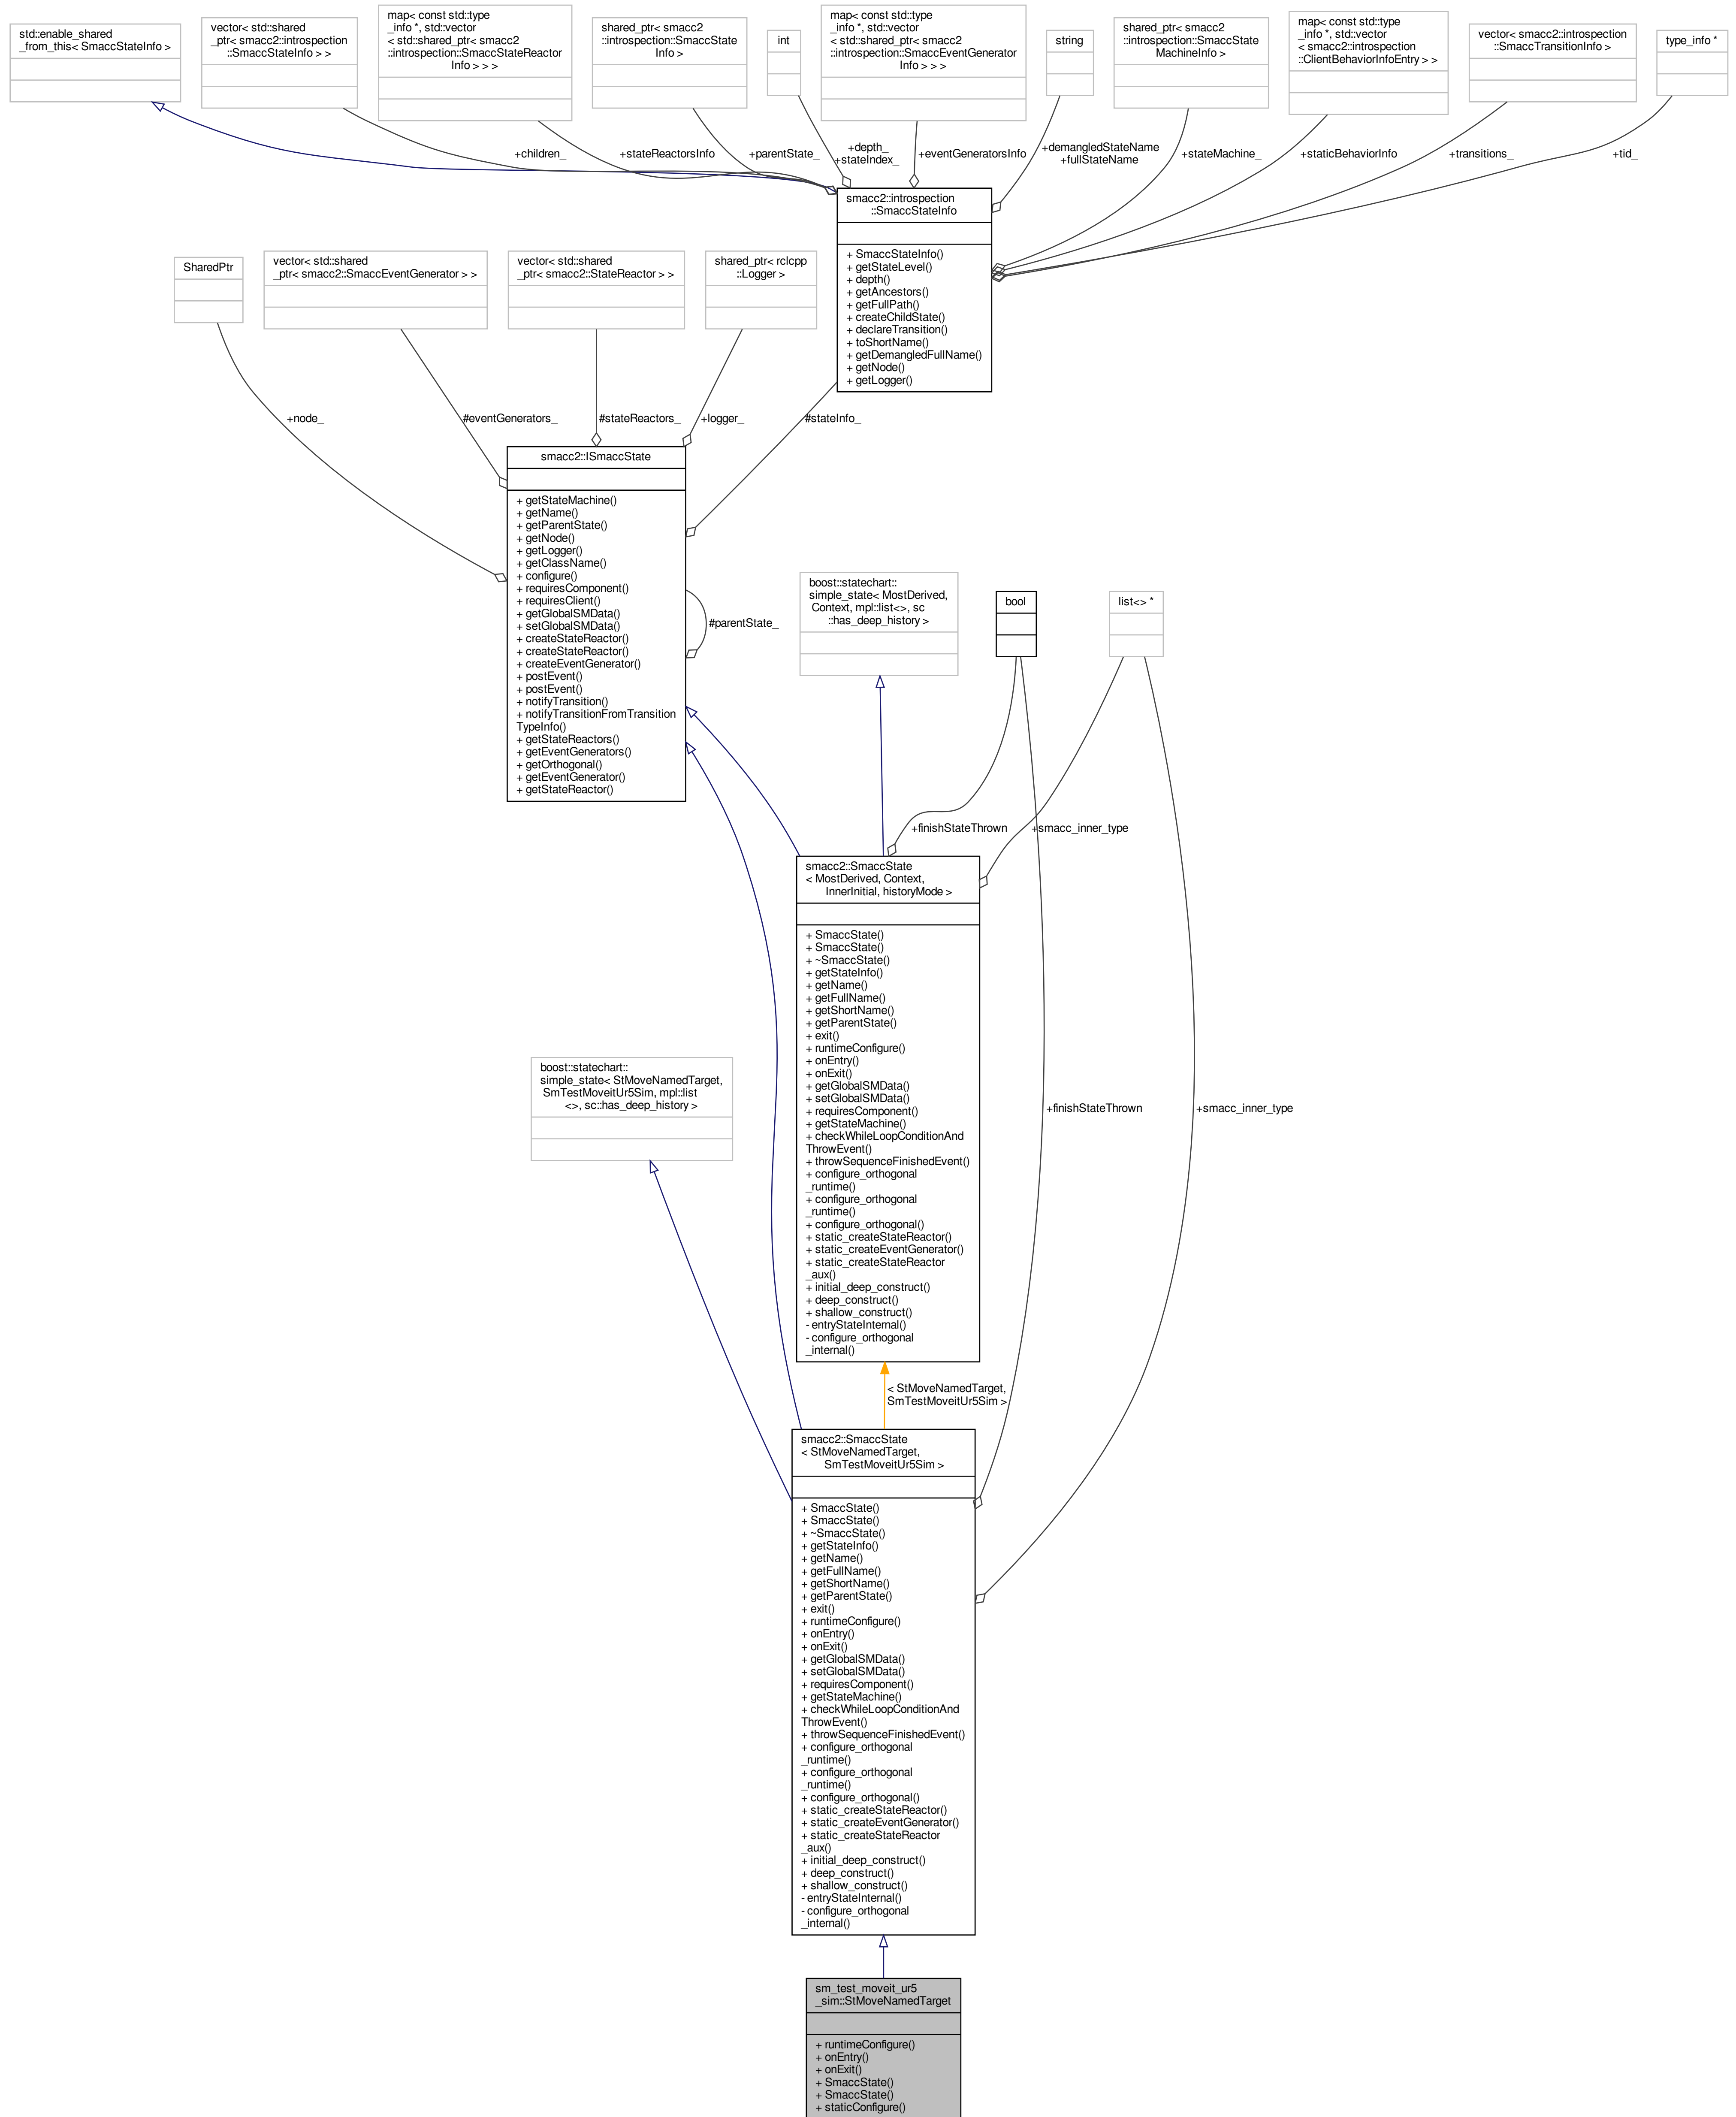 std::enable_shared
_from_this< SmaccStateInfo >
vector< std::shared
_ptr< smacc2::introspection
::SmaccStateInfo > >
map< const std::type
_info *, std::vector
< std::shared_ptr< smacc2
::introspection::SmaccStateReactor
Info > > >
shared_ptr< smacc2
::introspection::SmaccState
Info >
int
map< const std::type
_info *, std::vector
< std::shared_ptr< smacc2
::introspection::SmaccEventGenerator
Info > > >
string
shared_ptr< smacc2
::introspection::SmaccState
MachineInfo >
map< const std::type
_info *, std::vector
< smacc2::introspection
::ClientBehaviorInfoEntry > >
vector< smacc2::introspection
::SmaccTransitionInfo >
type_info *
+children_
+stateReactorsInfo
+parentState_
+depth_
+stateIndex_
+eventGeneratorsInfo
+demangledStateName
+fullStateName
+stateMachine_
+staticBehaviorInfo
+transitions_
+tid_
smacc2::introspection
::SmaccStateInfo
+ SmaccStateInfo()
+ getStateLevel()
+ depth()
+ getAncestors()
+ getFullPath()
+ createChildState()
+ declareTransition()
+ toShortName()
+ getDemangledFullName()
+ getNode()
+ getLogger()
SharedPtr
vector< std::shared
_ptr< smacc2::SmaccEventGenerator > >
vector< std::shared
_ptr< smacc2::StateReactor > >
shared_ptr< rclcpp
::Logger >
+node_
#eventGenerators_
#stateReactors_
+logger_
#stateInfo_
smacc2::ISmaccState
+ getStateMachine()
+ getName()
+ getParentState()
+ getNode()
+ getLogger()
+ getClassName()
+ configure()
+ requiresComponent()
+ requiresClient()
+ getGlobalSMData()
+ setGlobalSMData()
+ createStateReactor()
+ createStateReactor()
+ createEventGenerator()
+ postEvent()
+ postEvent()
+ notifyTransition()
+ notifyTransitionFromTransition
TypeInfo()
+ getStateReactors()
+ getEventGenerators()
+ getOrthogonal()
+ getEventGenerator()
+ getStateReactor()
#parentState_
boost::statechart::
simple_state< MostDerived,
Context, mpl::list<>, sc
::has_deep_history >
bool
list<> *
+finishStateThrown
+smacc_inner_type
smacc2::SmaccState
< MostDerived, Context,
InnerInitial, historyMode >
+ SmaccState()
+ SmaccState()
+ ~SmaccState()
+ getStateInfo()
+ getName()
+ getFullName()
+ getShortName()
+ getParentState()
+ exit()
+ runtimeConfigure()
+ onEntry()
+ onExit()
+ getGlobalSMData()
+ setGlobalSMData()
+ requiresComponent()
+ getStateMachine()
+ checkWhileLoopConditionAnd
ThrowEvent()
+ throwSequenceFinishedEvent()
+ configure_orthogonal
_runtime()
+ configure_orthogonal
_runtime()
+ configure_orthogonal()
+ static_createStateReactor()
+ static_createEventGenerator()
+ static_createStateReactor
_aux()
+ initial_deep_construct()
+ deep_construct()
+ shallow_construct()
- entryStateInternal()
- configure_orthogonal
_internal()
boost::statechart::
simple_state< StMoveNamedTarget,
SmTestMoveitUr5Sim, mpl::list
<>, sc::has_deep_history >
+finishStateThrown
+smacc_inner_type
< StMoveNamedTarget,
SmTestMoveitUr5Sim >
smacc2::SmaccState
< StMoveNamedTarget,
SmTestMoveitUr5Sim >
+ SmaccState()
+ SmaccState()
+ ~SmaccState()
+ getStateInfo()
+ getName()
+ getFullName()
+ getShortName()
+ getParentState()
+ exit()
+ runtimeConfigure()
+ onEntry()
+ onExit()
+ getGlobalSMData()
+ setGlobalSMData()
+ requiresComponent()
+ getStateMachine()
+ checkWhileLoopConditionAnd
ThrowEvent()
+ throwSequenceFinishedEvent()
+ configure_orthogonal
_runtime()
+ configure_orthogonal
_runtime()
+ configure_orthogonal()
+ static_createStateReactor()
+ static_createEventGenerator()
+ static_createStateReactor
_aux()
+ initial_deep_construct()
+ deep_construct()
+ shallow_construct()
- entryStateInternal()
- configure_orthogonal
_internal()
sm_test_moveit_ur5
_sim::StMoveNamedTarget
+ runtimeConfigure()
+ onEntry()
+ onExit()
+ SmaccState()
+ SmaccState()
+ staticConfigure()